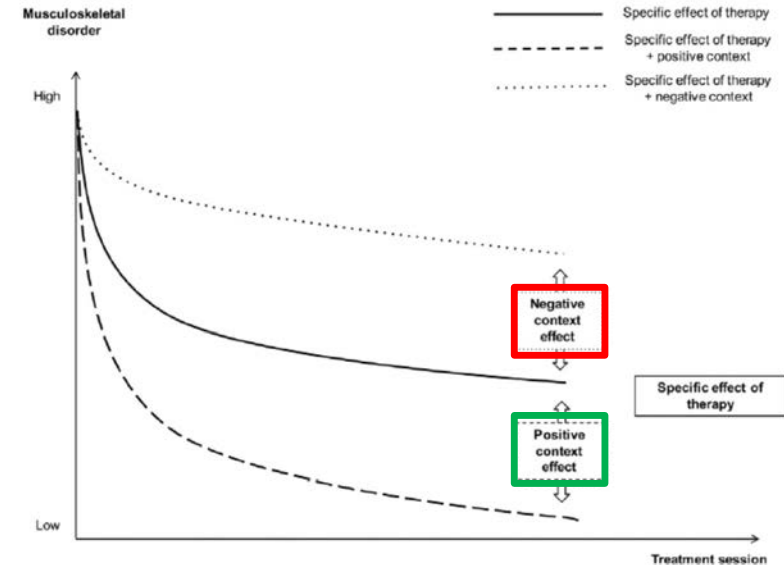 Musculoskeletal
disorder
Specific effect of therapy
Specific effect of therapy
+ positive context
Specific effect of therapy
+ negative context
High
Negative
context
effect
Specific effect of
therapy
Positive
context
effect
Low
Treatment session